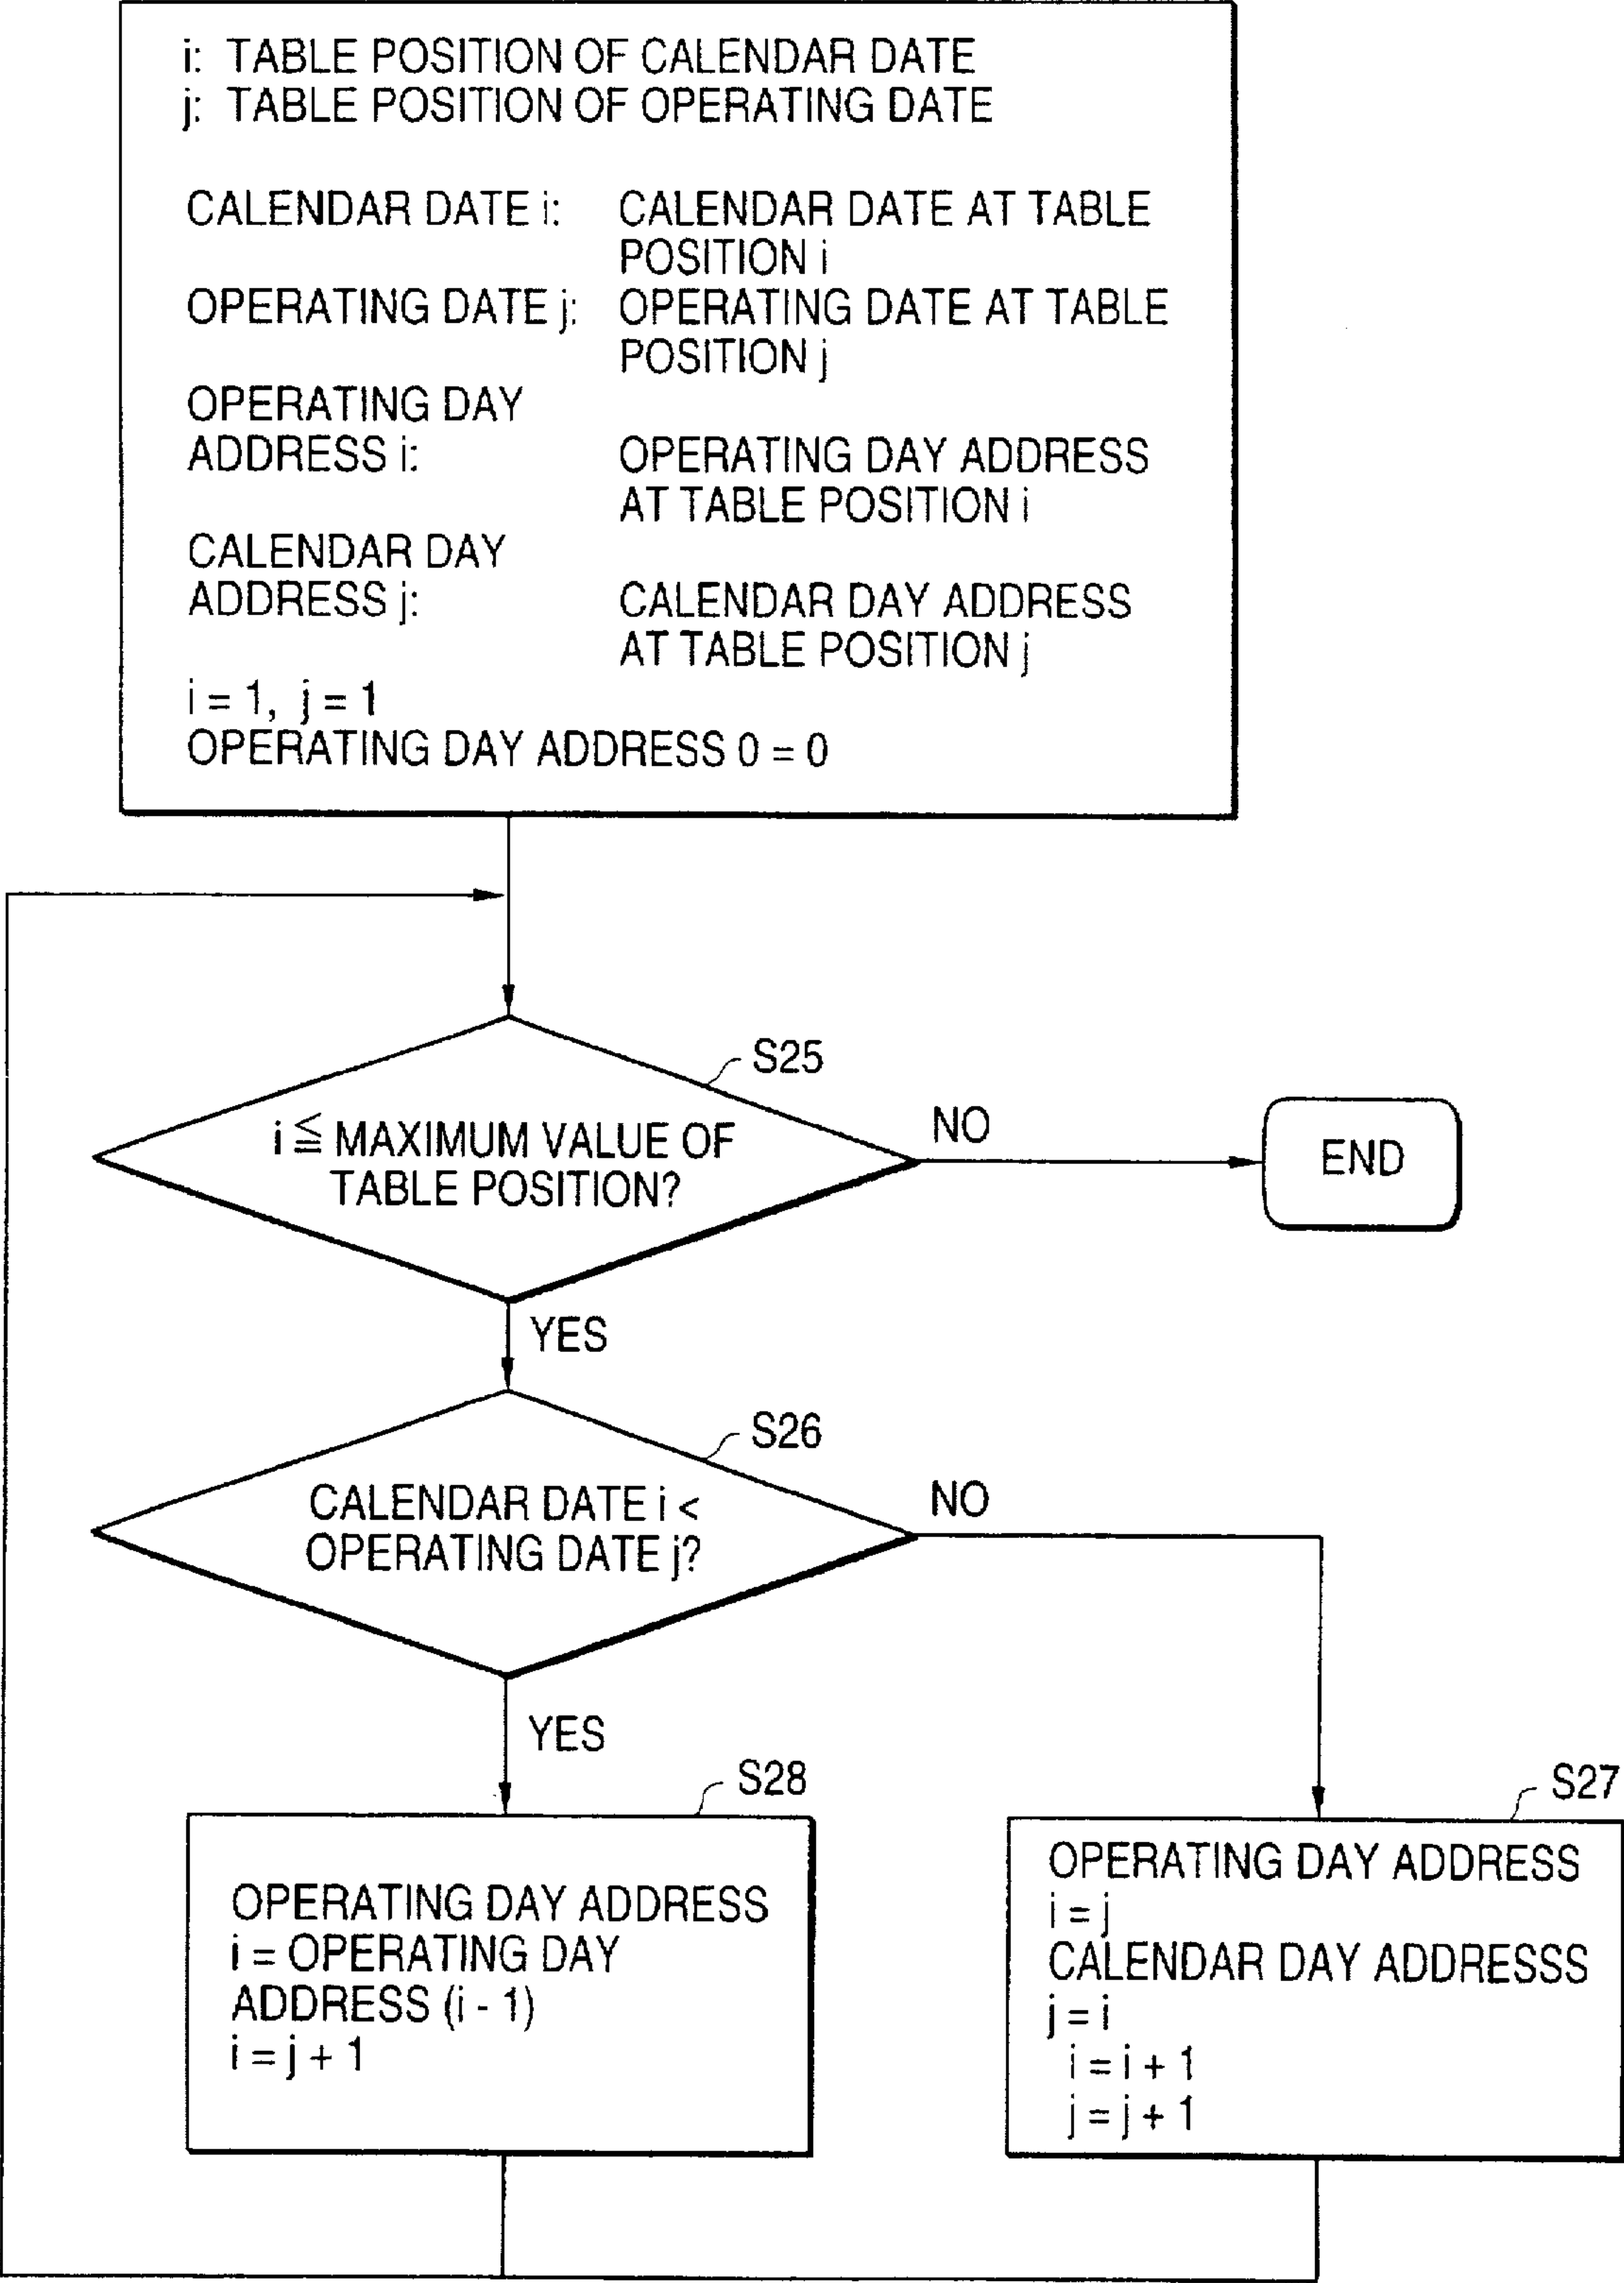 i: TABLE POSITION OF CALENDAR DATE
j: TABLE POSITION OF OPERATING DATE
CALENDAR DATE i: CALENDAR DATE AT TABLE
POSITION i
OPERATING DATE j: OPERATING DATE AT TABLE
POSITION j
OPERATING DAY
ADDRESS i: OPERATING DAY ADDRESS
AT TABLE POSITION i
CALENDAR DAY
ADDRESS j: CALENDAR DAY ADDRESS
AT TABLE POSITION j
i = 1, j = 1
OPERATING DAY ADDRESS 0 = 0
S25
i ≦ MAXIMUM VALUE OF
TABLE POSITION?
NO
END
YES
S26
CALENDAR DATE i <
OPERATING DATE j?
NO
YES
S28
OPERATING DAY ADDRESS
i = OPERATING DAY
ADDRESS (i - 1)
i = j + 1
S27
OPERATING DAY ADDRESS
i = j
CALENDAR DAY ADDRESSS
j = i
i = i + 1
j = j + 1